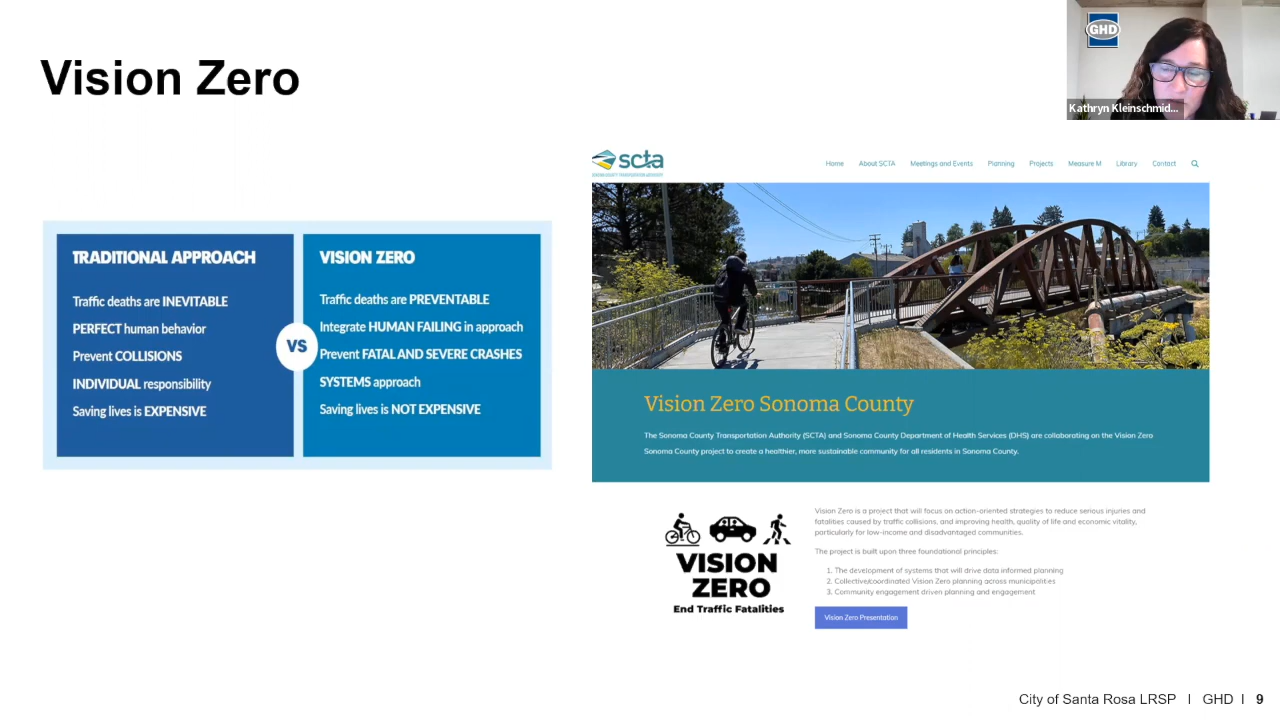 Vision Zero
GHD
Kathryn Kleinschmid...
TRADITIONAL APPROACH
Traffic deaths are INEVITABLE
PERFECT human behavior
Prevent COLLISIONS
INDIVIDUAL responsibility
Saving lives is EXPENSIVE
VS
VISION ZERO
Traffic deaths are PREVENTABLE
Integrate HUMAN FAILING in approach
Prevent FATAL AND SEVERE CRASHES
SYSTEMS approach
Saving lives is NOT EXPENSIVE
scta
Home About SCTA Meetings and Events Planning Projects Measure M Library Contact
Vision Zero Sonoma County
The Sonoma County Transportation Authority (SCTA) and Sonoma County Department of Health Services (DHS) are collaborating on the Vision Zero
Sonoma County project to create a healthier, more sustainable community for all residents in Sonoma County.
VISION
ZERO
End Traffic Fatalities
Vision Zero is a project that will focus on action-oriented strategies to reduce serious injuries and
fatalities caused by traffic collisions, and improving health, quality of life and economic vitality,
particularly for low-income and disadvantaged communities.
The project is built upon three foundational principles:
1. The development of systems that will drive data informed planning
2. Collective/coordinated Vision Zero planning across municipalities
3. Community engagement driven planning and engagement
Vision Zero Presentation
City of Santa Rosa LRSP | GHD | 9